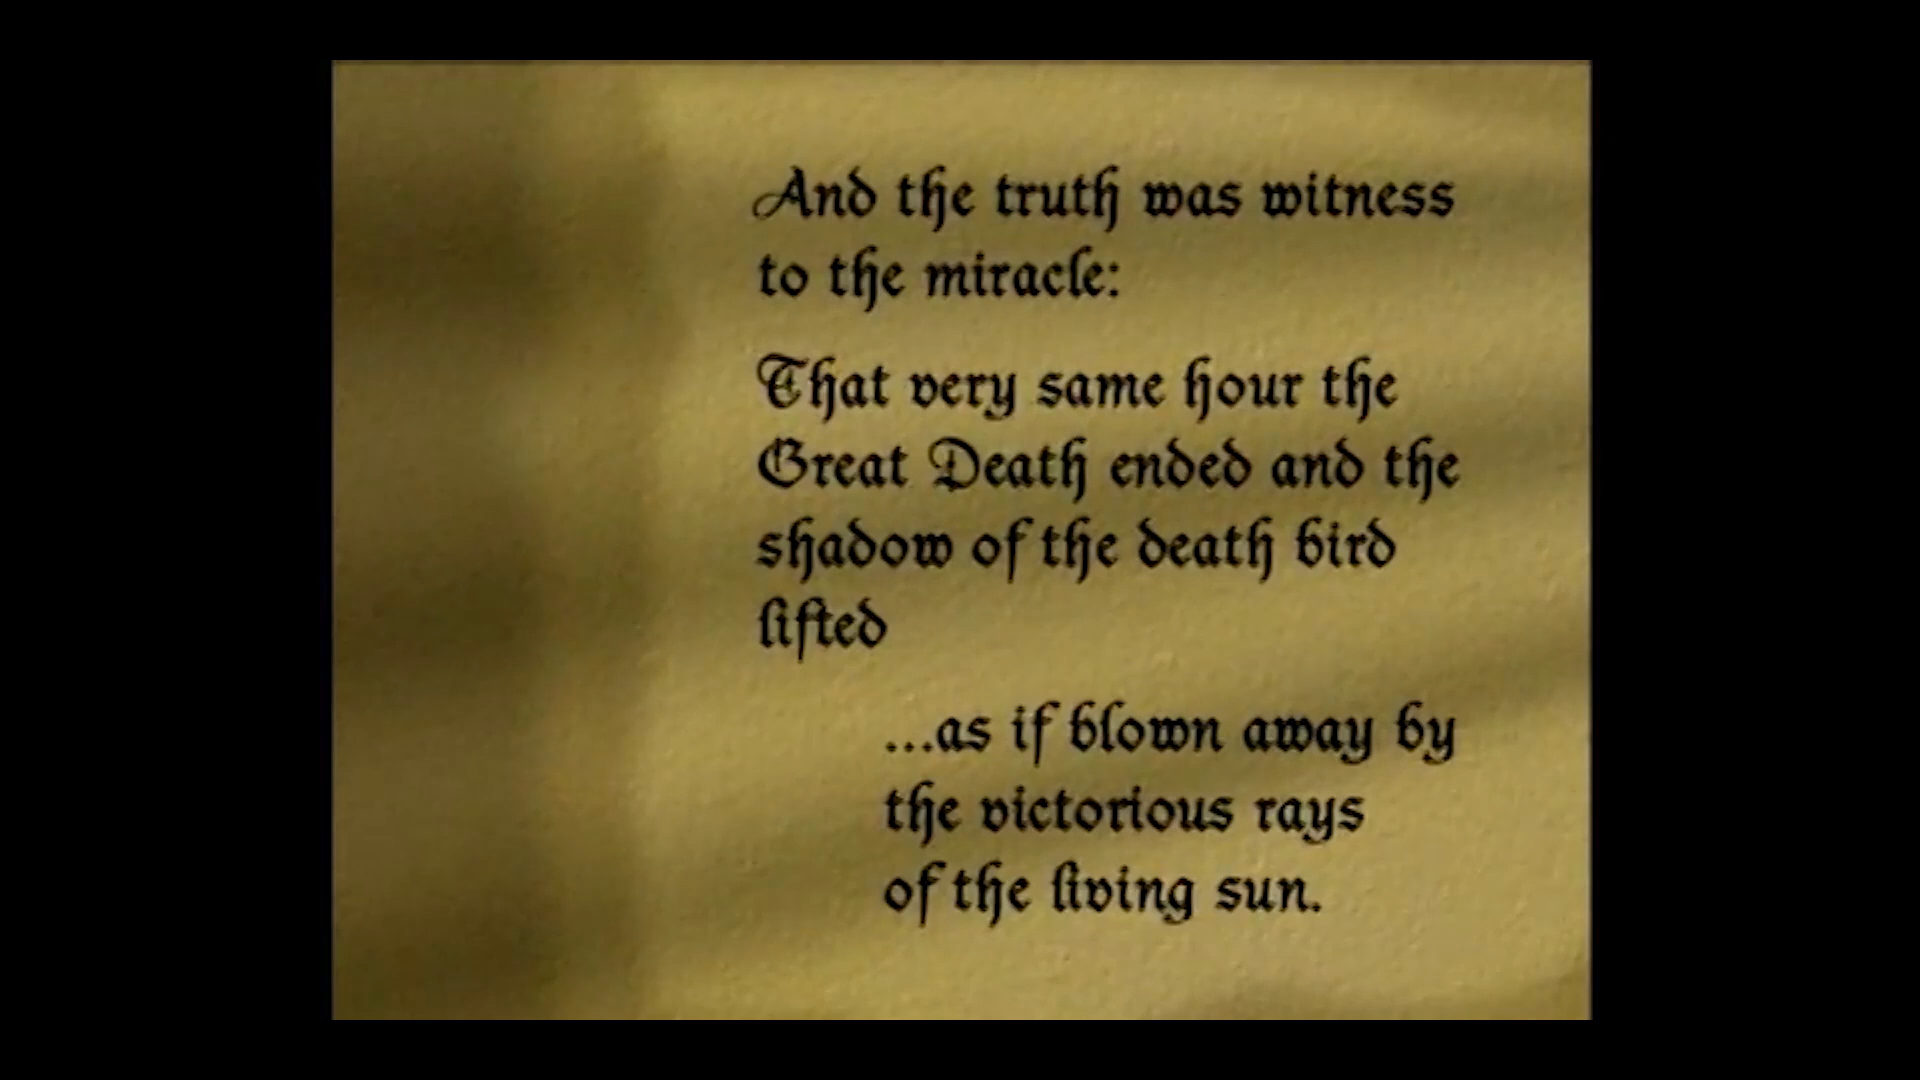 And the truth was witness
to the miracle:
That very same hour the
Great Death ended and the
shadow of the death bird
lifted
...as if blown away by
the victorious rays
of the living sun.